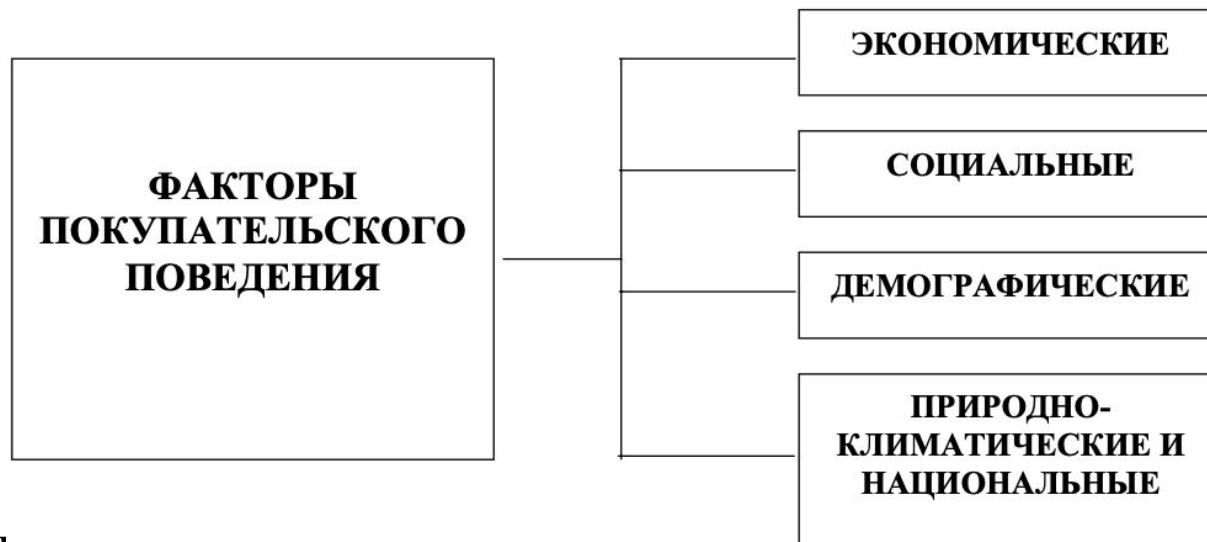 ФАКТОРЫ
ПОКУПАТЕЛЬСКОГО
ПОВЕДЕНИЯ
ЭКОНОМИЧЕСКИЕ
СОЦИАЛЬНЫЕ
ДЕМОГРАФИЧЕСКИЕ
ПРИРОДНО-
КЛИМАТИЧЕСКИЕ И
НАЦИОНАЛЬНЫЕ